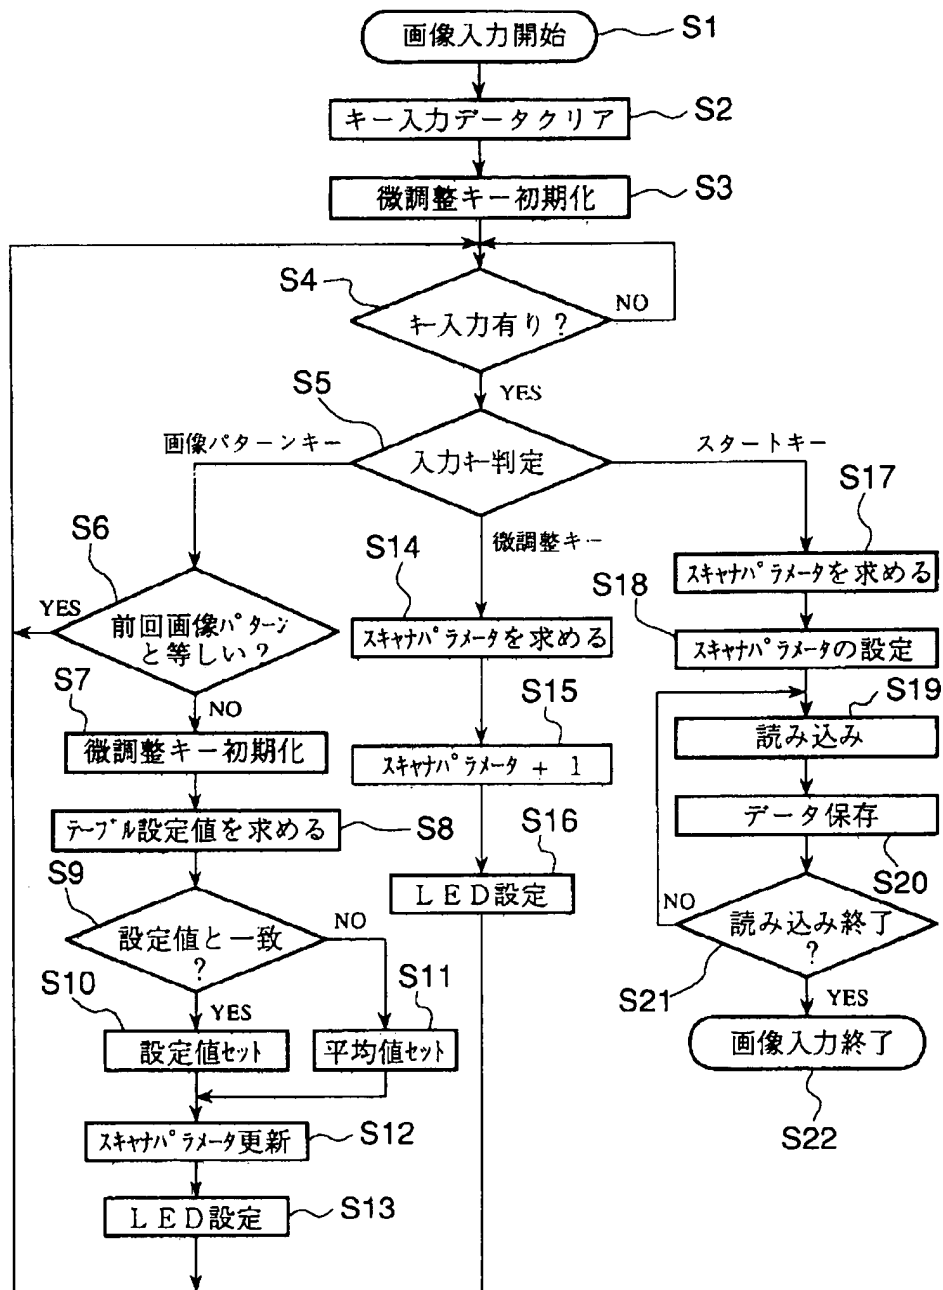 画像入力開始
S1
キー入力データクリア
S2
微調整キー初期化
S3
S4
キー入力有り？
NO
YES
S5
入力キー判定
画像パターンキー
微調整キー
スタートキー
S6
前回画像パターン
と等しい？
YES
NO
S7
微調整キー初期化
テーブル設定値を求める
S8
S9
設定値と一致
？
NO
YES
S10
設定値セット
S11
平均値セット
スキャナパラメータ更新
S12
LED設定
S13
S14
スキャナパラメータを求める
S15
スキャナパラメータ + 1
S16
LED設定
S17
スキャナパラメータを求める
S18
スキャナパラメータの設定
S19
読み込み
データ保存
S20
読み込み終了
？
NO
S21
YES
画像入力終了
S22